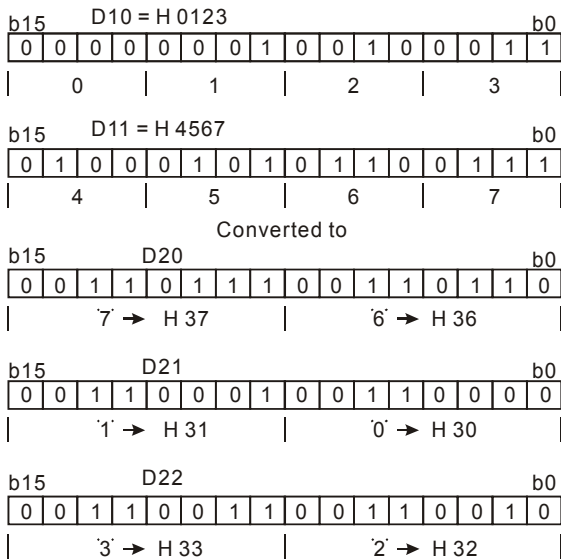 b15 D10 = H 0123 b0
0 0 0 0 0 0 0 1 0 0 1 0 0 0 1 1
0 1 2 3
b15 D11 = H 4567 b0
0 1 0 0 0 1 0 1 0 1 1 0 0 1 1 1
4 5 6 7
Converted to
b15 D20 b0
0 0 1 1 0 1 1 1 0 0 1 1 0 1 1 0
'7' → H 37 '6' → H 36
b15 D21 b0
0 0 1 1 0 0 0 1 0 0 1 1 0 0 0 0
'1' → H 31 '0' → H 30
b15 D22 b0
0 0 1 1 0 0 1 1 0 0 1 1 0 0 1 0
'3' → H 33 '2' → H 32